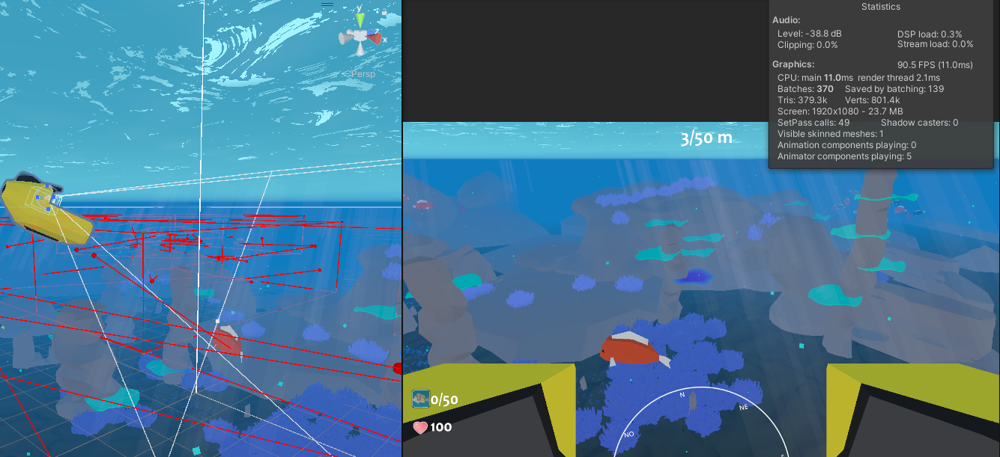 y
x
z
< Persp
3/50 m
Statistics
Audio:
Level: -38.8 dB DSP load: 0.3%
Clipping: 0.0% Stream load: 0.0%
Graphics: 90.5 FPS (11.0ms)
CPU: main 11.0ms render thread 2.1ms
Batches: 370 Saved by batching: 139
Tris: 379.3k Verts: 801.4k
Screen: 1920x1080 - 23.7 MB
SetPass calls: 49 Shadow casters: 0
Visible skinned meshes: 1
Animation components playing: 0
Animator components playing: 5
0/50
100
N
NE
NO